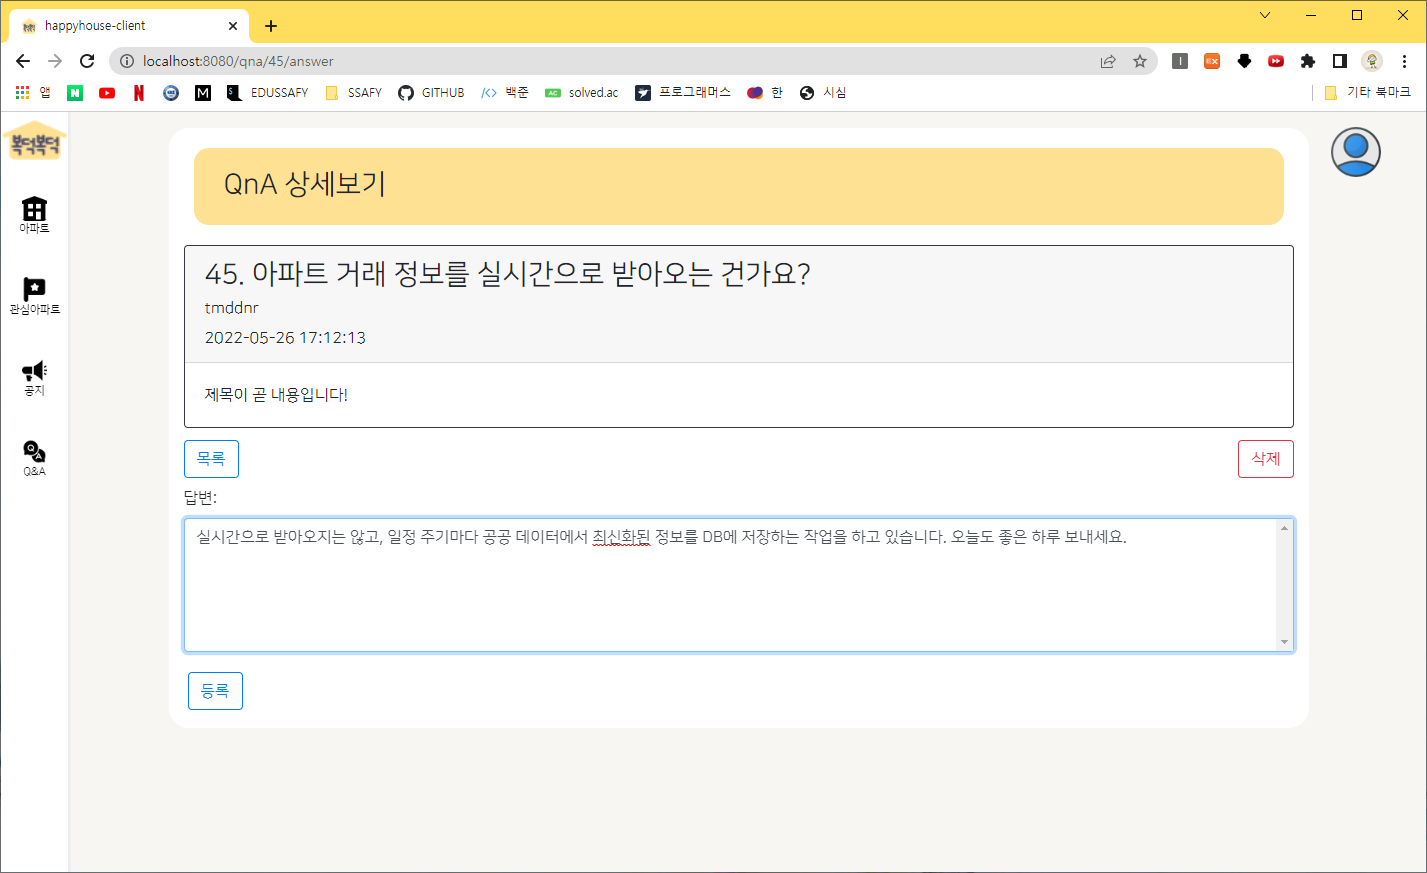 happyhouse-client
localhost:8080/qna/45/answer
앱
N
N
M
EDUSSAFY
SSAFY
GITHUB
</> 백준
AC solved.ac
프로그래머스
한
시심
기타 북마크
복덕복덕
QnA 상세보기
아파트
관심아파트
공지
Q&A
45. 아파트 거래 정보를 실시간으로 받아오는 건가요?
tmddnr
2022-05-26 17:12:13
제목이 곧 내용입니다!
목록
삭제
답변:
실시간으로 받아오지는 않고, 일정 주기마다 공공 데이터에서 최신화된 정보를 DB에 저장하는 작업을 하고 있습니다. 오늘도 좋은 하루 보내세요.
등록